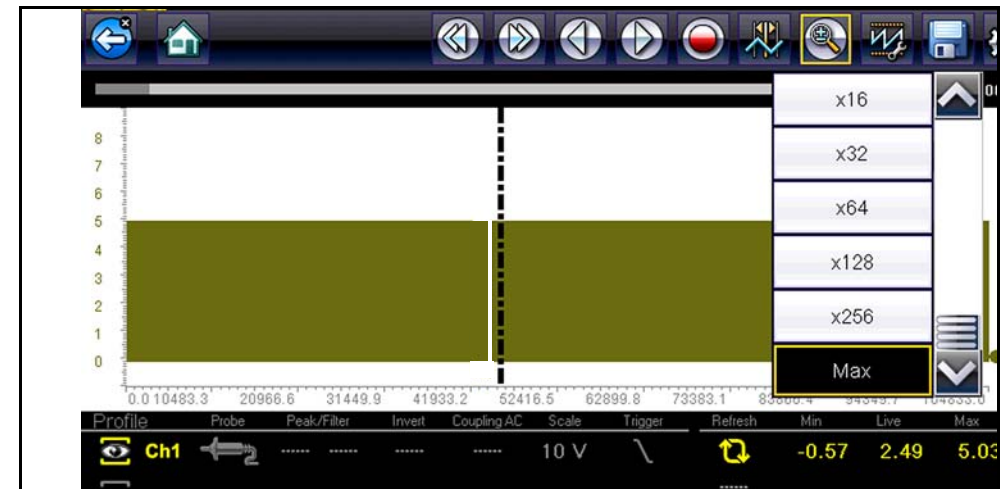 x16
x32
x64
x128
x256
Max
8
7
6
5
4
3
2
1
0
0.0 10483.3 20966.6 31449.9 41933.2 52416.5 62899.8 73383.1
Profile Probe Peak/Filter Invert Coupling AC Scale Trigger Refresh Min Live Max
Ch1 ------ ------ ------ ------ 10 V -0.57 2.49 5.03
------